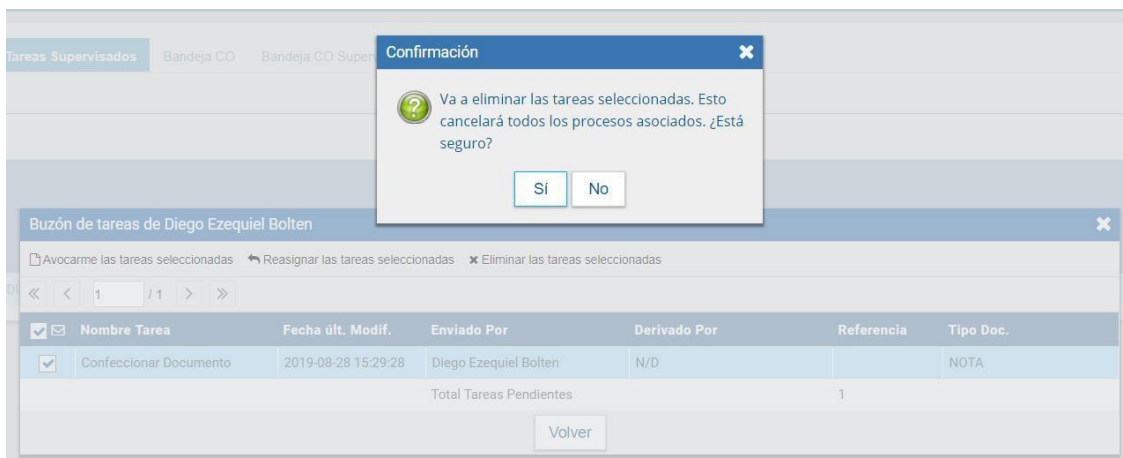 Tareas Supervisados Bandeja CO Bandeja CO Super
Confirmación
Va a eliminar las tareas seleccionadas. Esto
cancelará todos los procesos asociados. ¿Está
seguro?
Sí No
Buzón de tareas de Diego Ezequiel Bolten
Avocarme las tareas seleccionadas Reasignar las tareas seleccionadas Eliminar las tareas seleccionadas
1 / 1
Nombre Tarea Fecha últ. Modif. Enviado Por Derivado Por Referencia Tipo Doc.
Confeccionar Documento 2019-08-28 15:29:28 Diego Ezequiel Bolten N/D NOTA
Total Tareas Pendientes 1
Volver